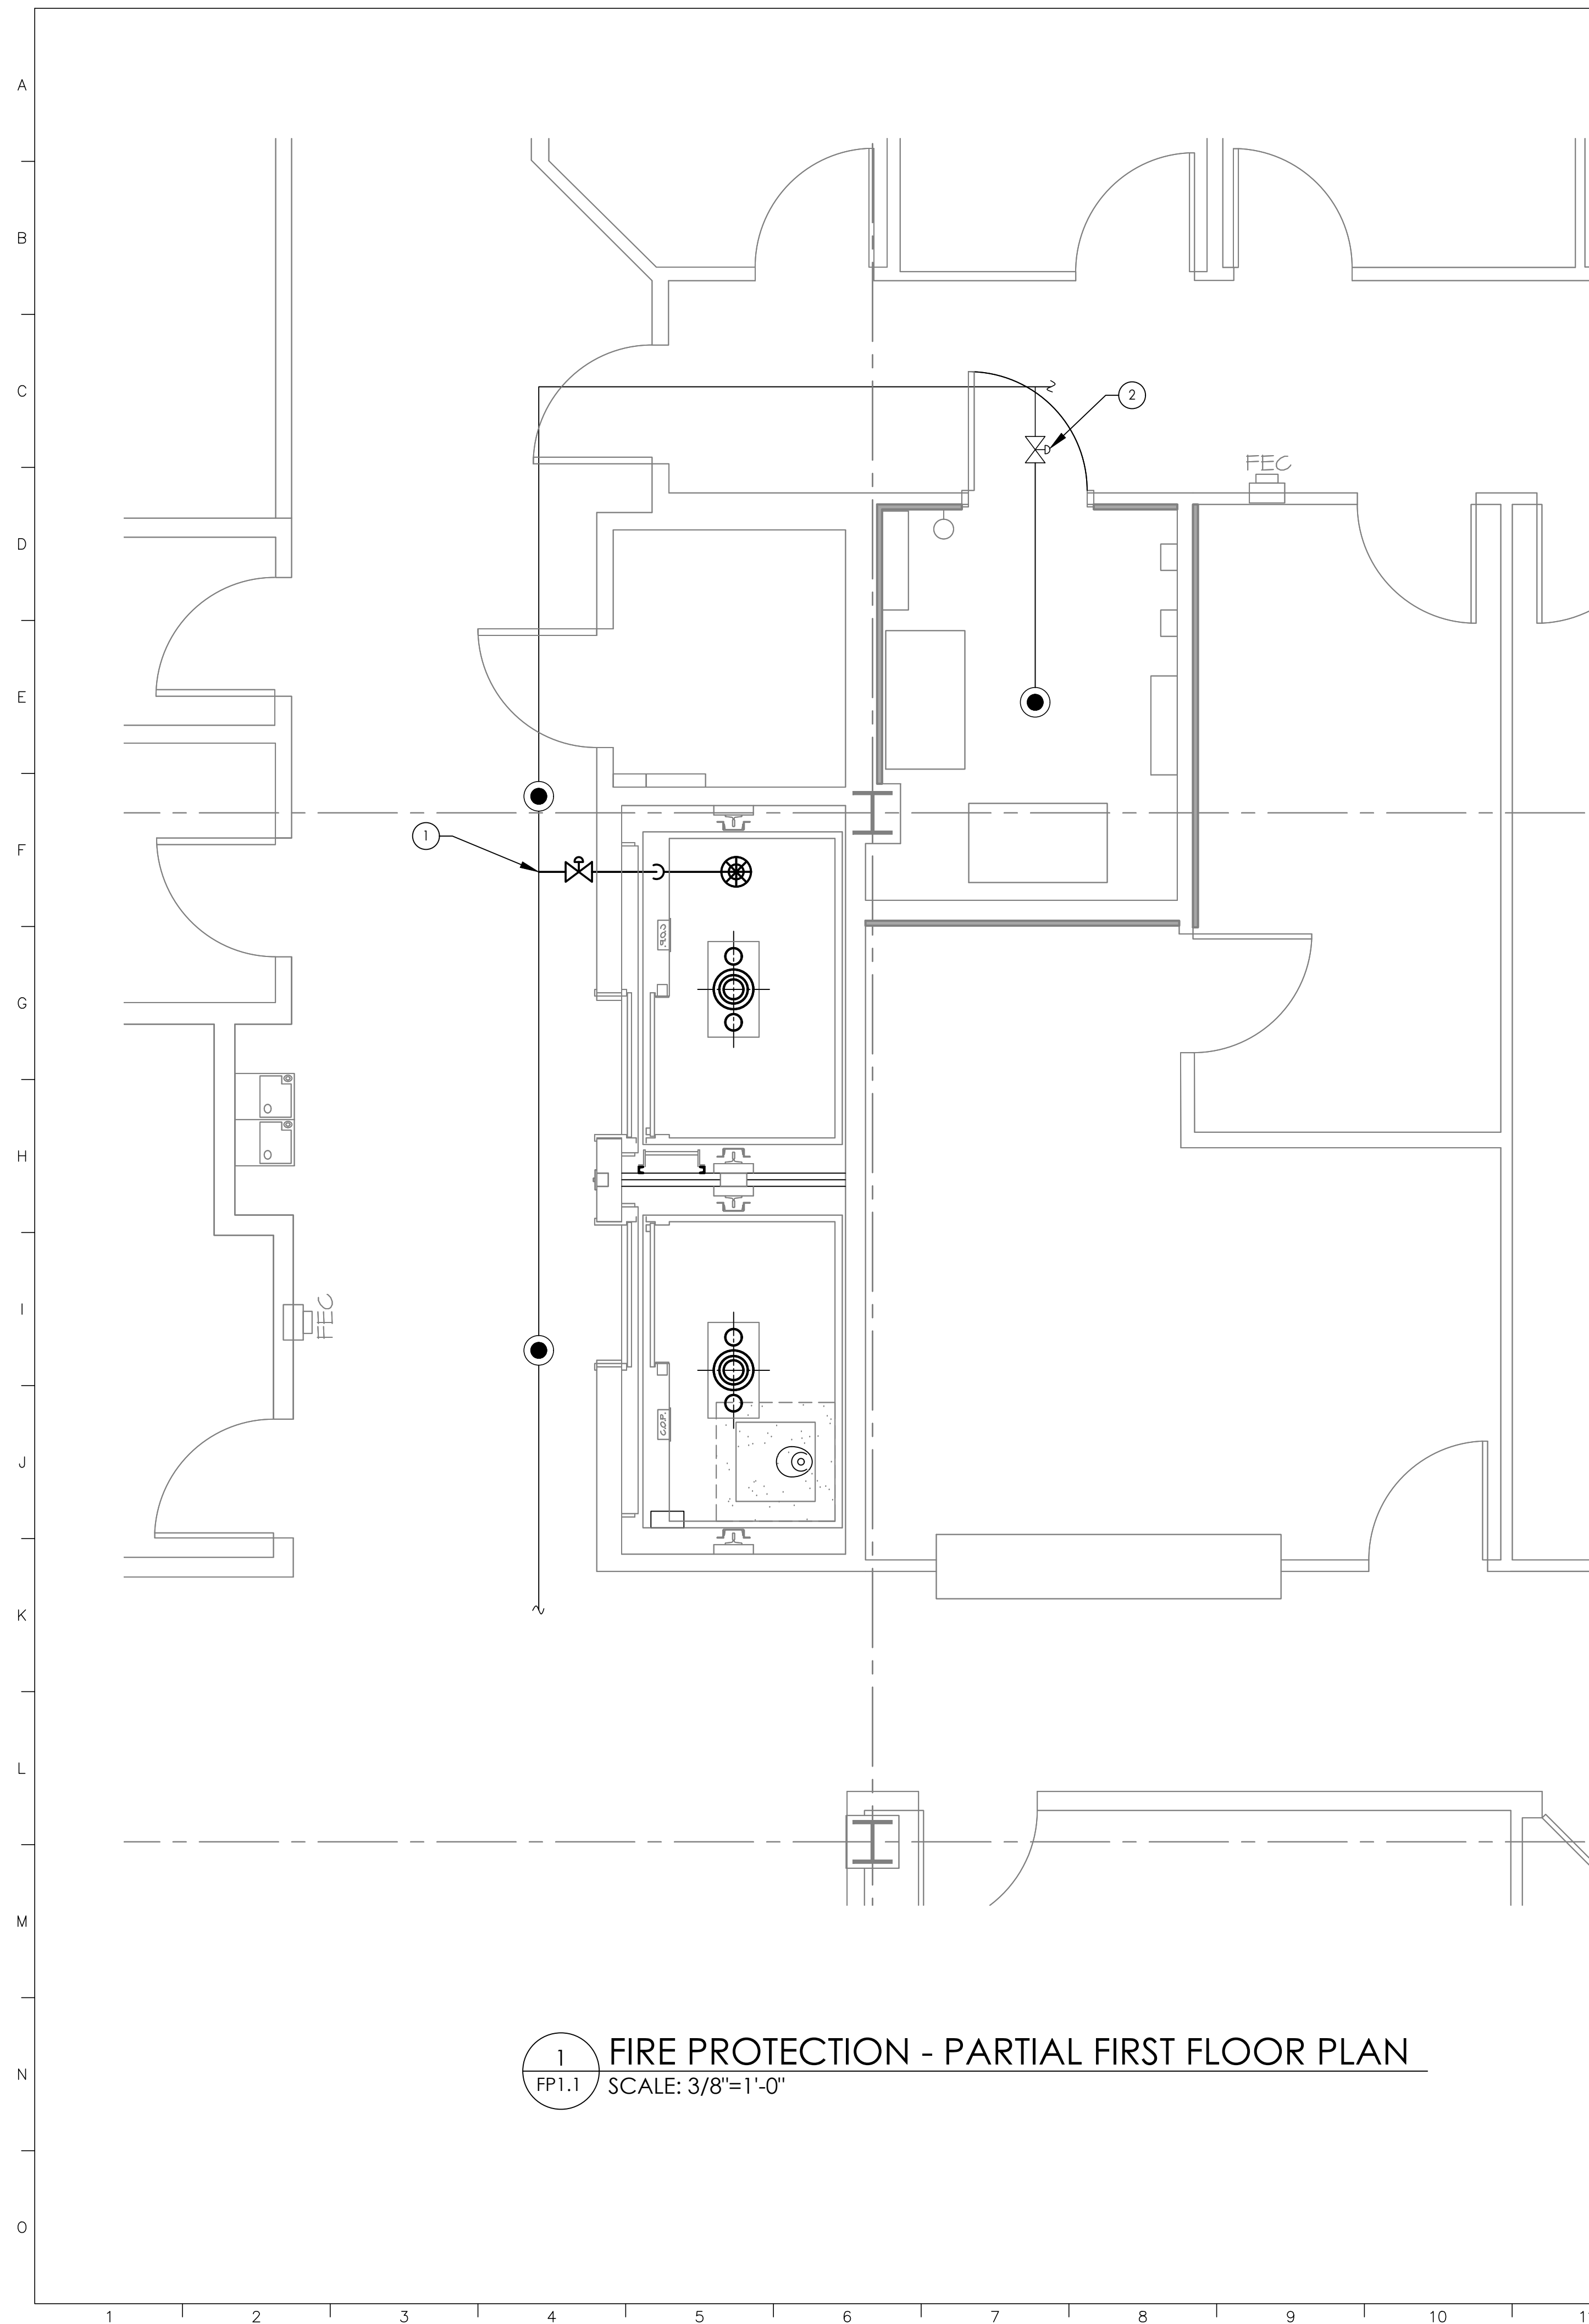 A
B
C
2
FEC
D
E
1
F
C.O.P.
G
H
I
FEC
C.O.P.
J
K
L
M
1
FIRE PROTECTION - PARTIAL FIRST FLOOR PLAN
FP1.1
SCALE: 3/8"=1'-0"
N
O
1 2 3 4 5 6 7 8 9 10